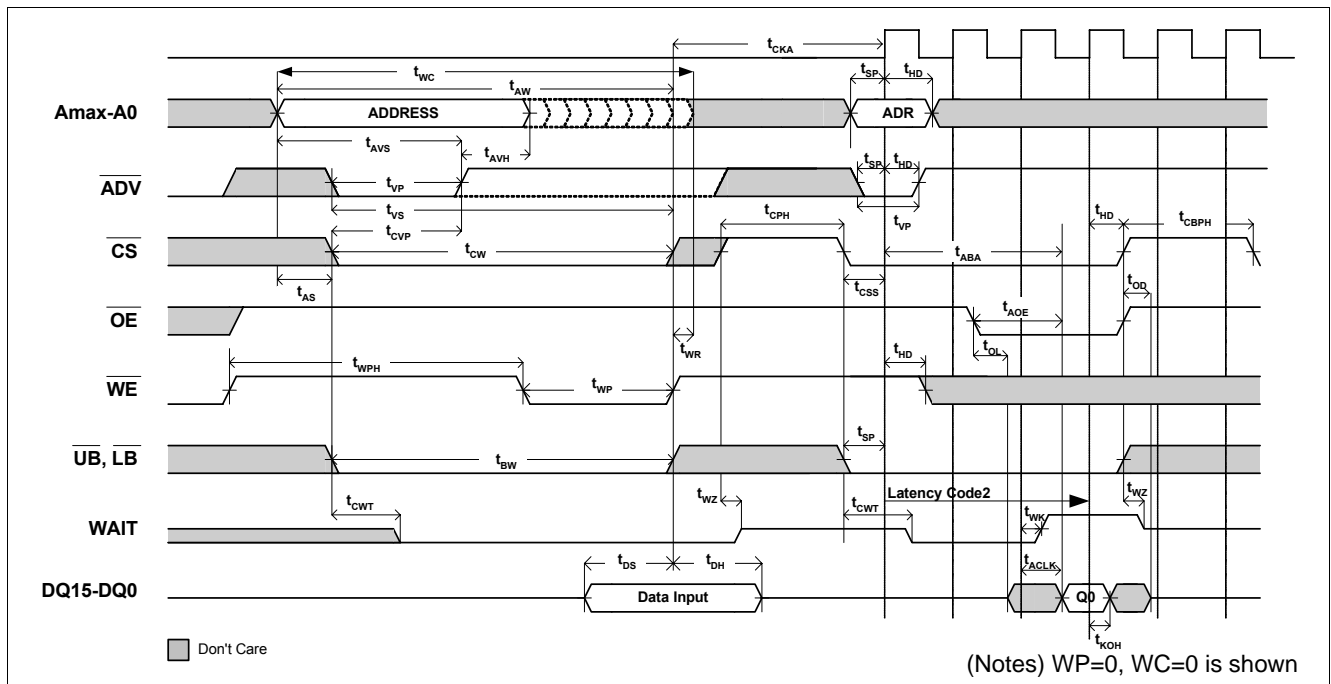 tCKA
tWC
tSP tHD
tAW
Amax-A0 ADDRESS ADR
tAVS
tAVH
tSP tHD
ADV
tVP
tVS
tCPH
tVP
tHD
tCBPH
tCVP
CS
tCW
tABA
tAS
tCSS
tOD
OE
tAOE
tWR
tOL
tWPH
tHD
WE
tWP
tSP
UB, LB
tBW
Latency Code2
tCWT
tWZ
tCWT
tWZ
WAIT
tWK
tDS tDH
tACLK
DQ15-DQ0 Data Input Q0
tKOH
Don't Care
(Notes) WP=0, WC=0 is shown